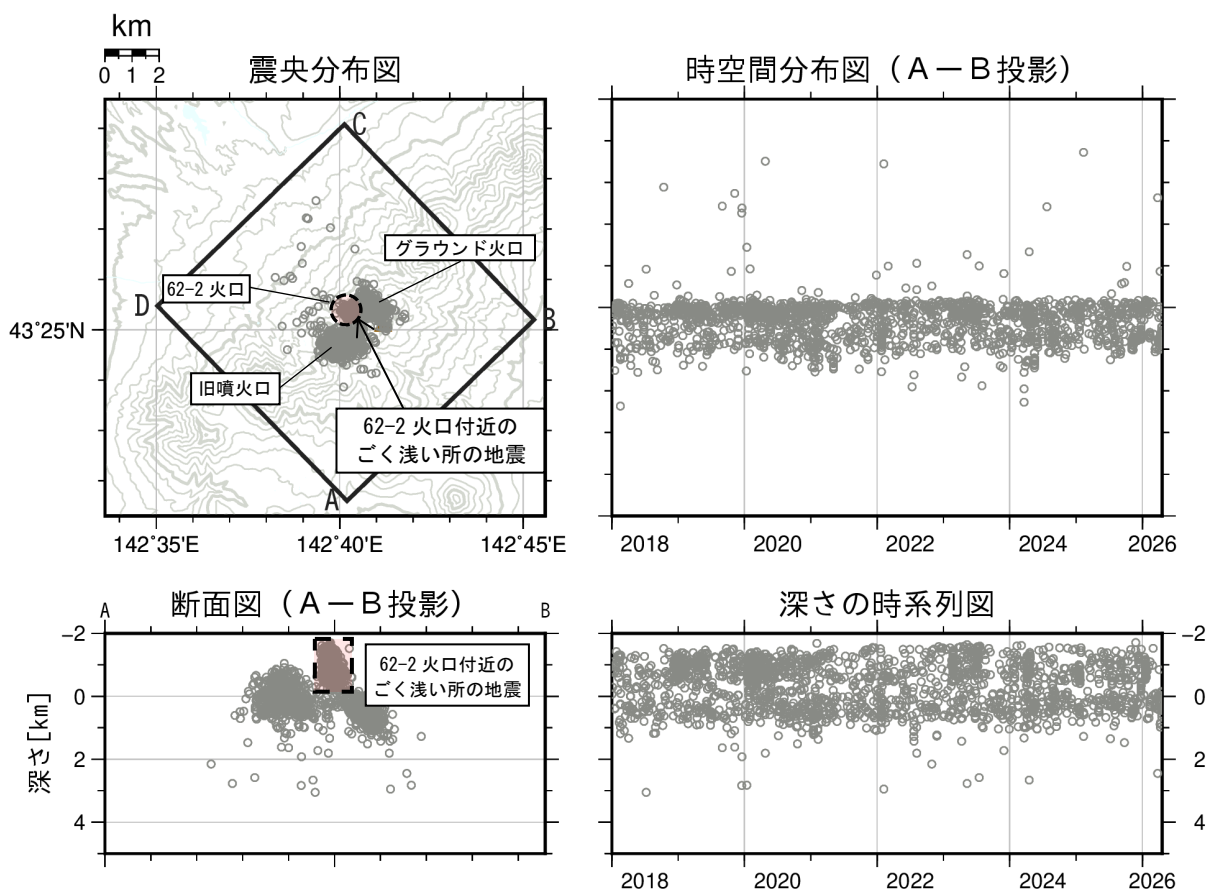 km
0 1 2
震央分布図
C
グラウンド火口
62-2 火口
D
B
43°25'N
旧噴火口
62-2 火口付近の
ごく浅い所の地震
A
142°35'E 142°40'E 142°45'E
時空間分布図（A－B投影）
2018 2020 2022 2024 2026
A 断面図（A－B投影） B
-2
62-2 火口付近の
ごく浅い所の地震
0
深さ[km]
2
4
深さの時系列図
-2
0
2
4
2018 2020 2022 2024 2026